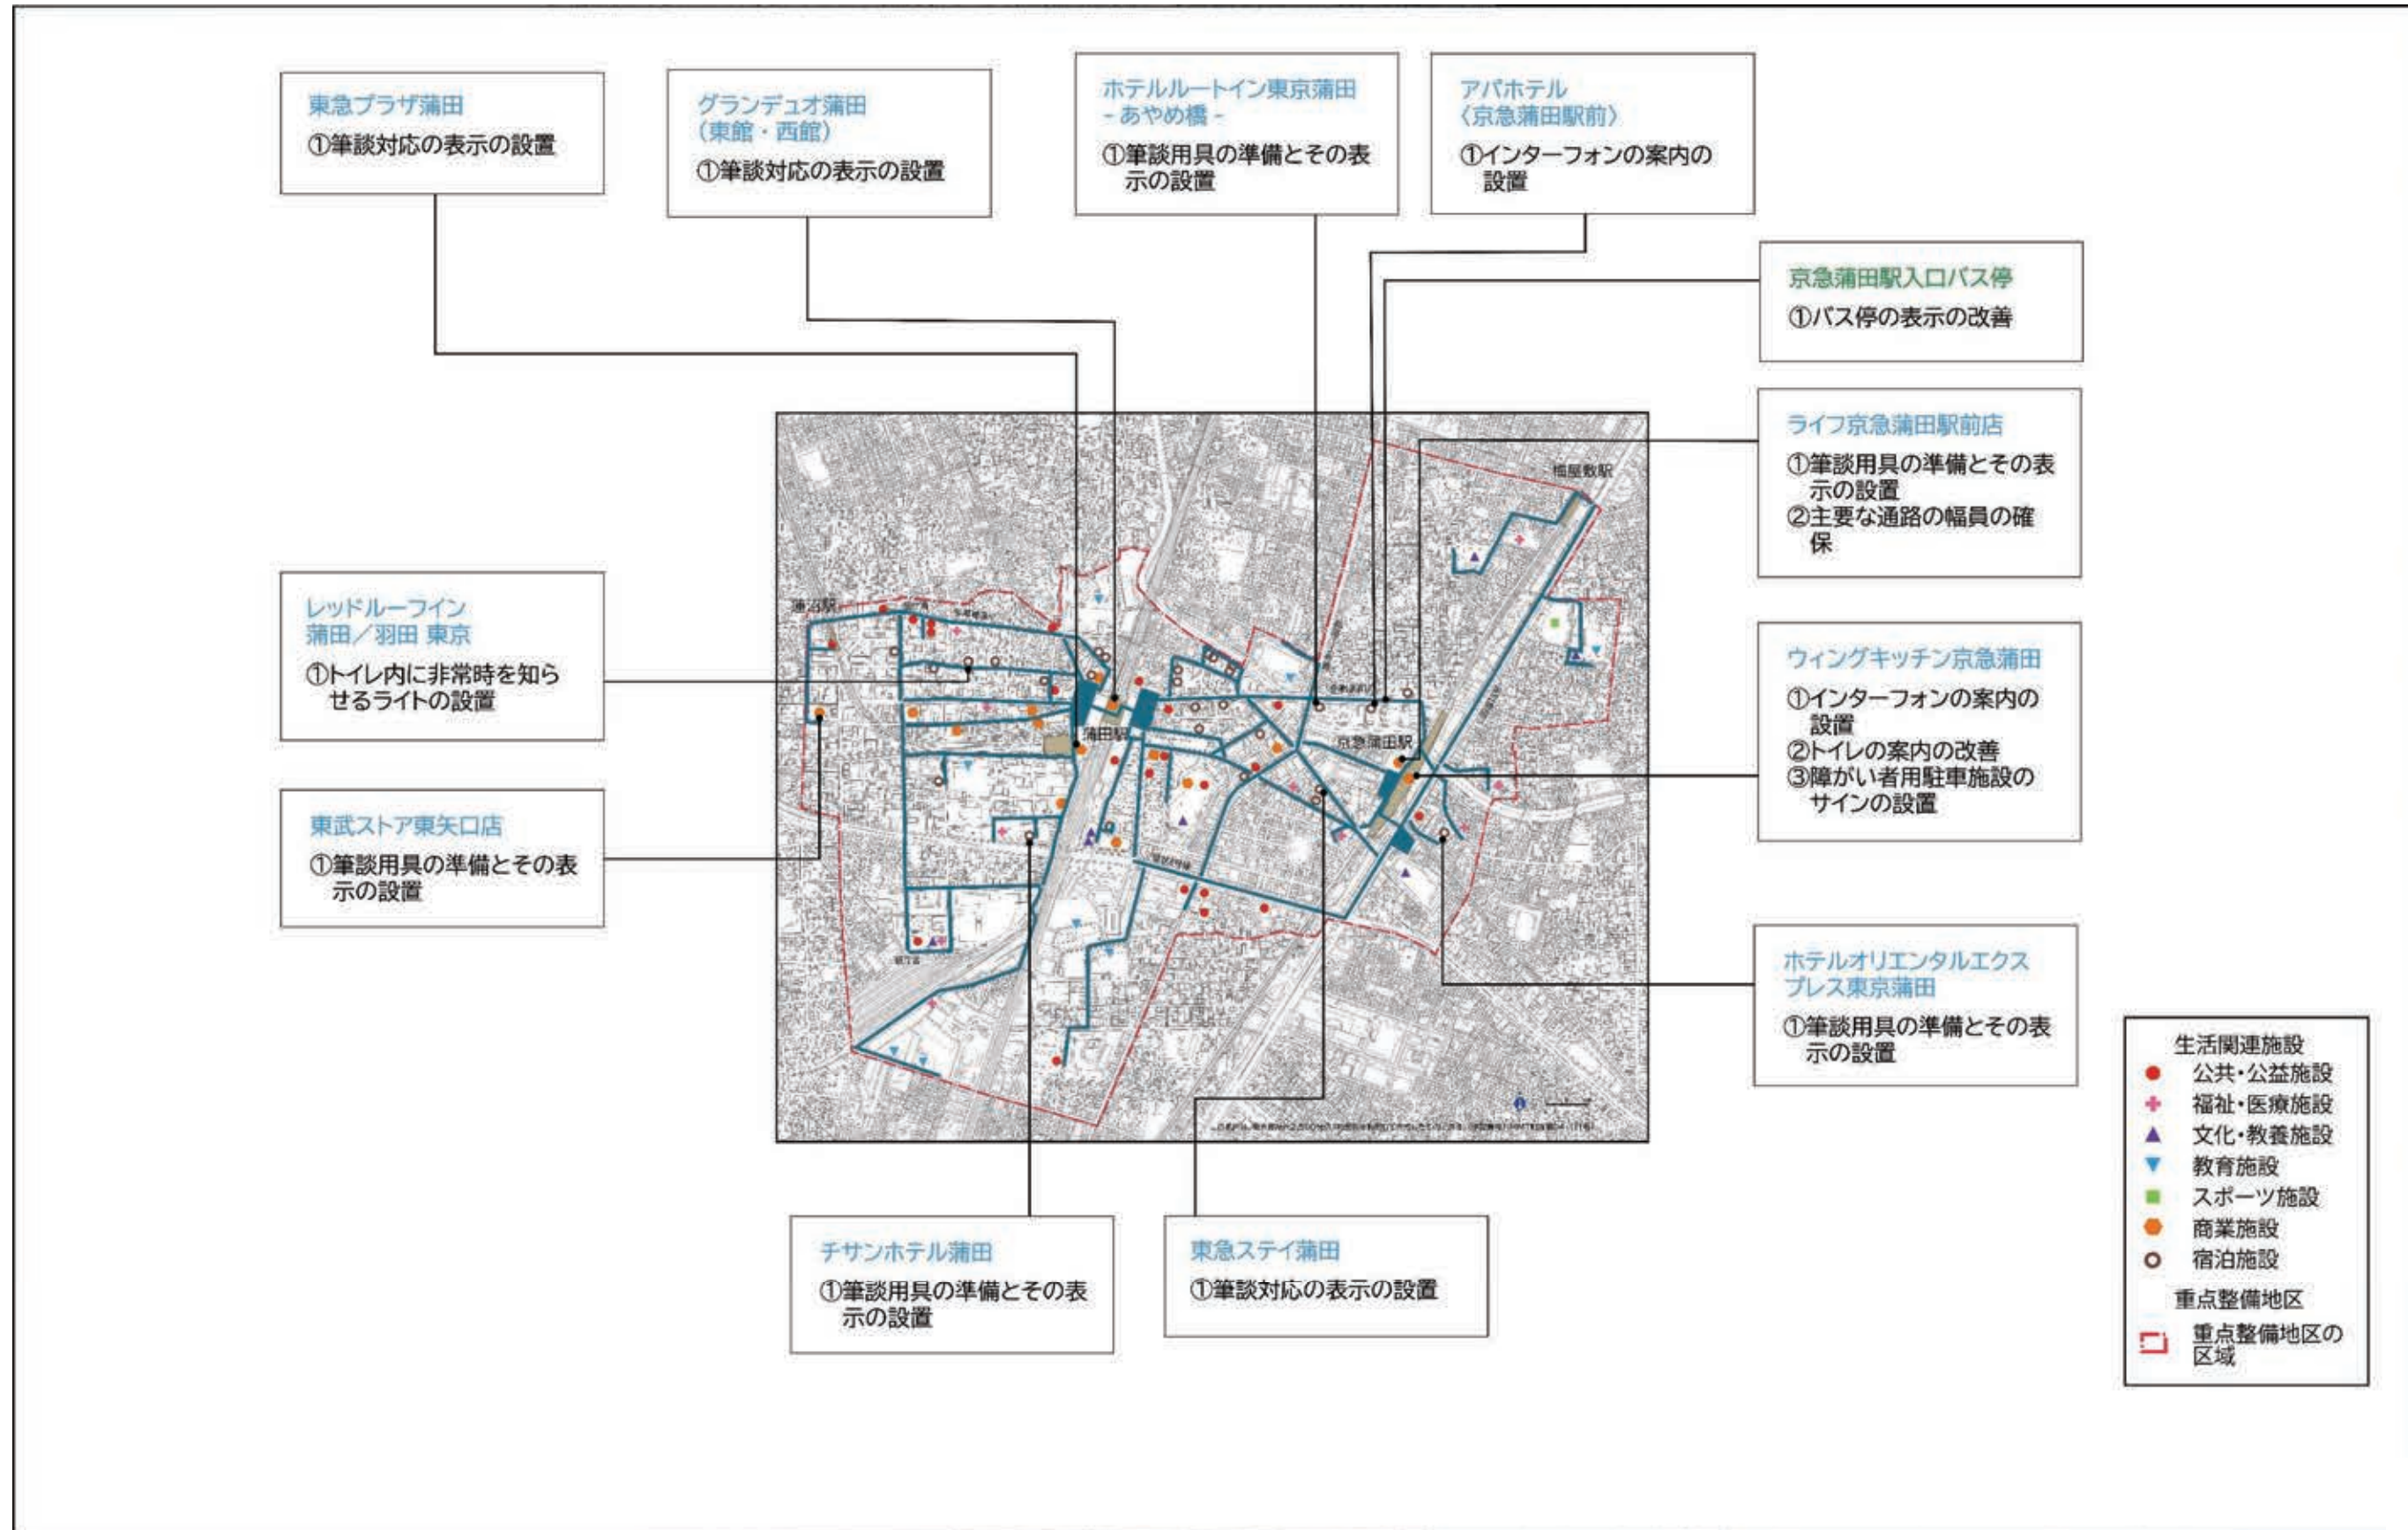 東急プラザ蒲田
①筆談対応の表示の設置
グランデュオ蒲田
（東館・西館）
①筆談対応の表示の設置
ホテルルートイン東京蒲田
- あやめ橋 -
①筆談用具の準備とその表
示の設置
アパホテル
〈京急蒲田駅前〉
①インターフォンの案内の
設置
京急蒲田駅入口バス停
①バス停の表示の改善
ライフ京急蒲田駅前店
①筆談用具の準備とその表
示の設置
②主要な通路の幅員の確
保
レッドルーフイン
蒲田／羽田 東京
①トイレ内に非常時を知ら
せるライトの設置
ウィングキッチン京急蒲田
①インターフォンの案内の
設置
②トイレの案内の改善
③障がい者用駐車施設の
サインの設置
東武ストア東矢口店
①筆談用具の準備とその表
示の設置
ホテルオリエンタルエクス
プレス東京蒲田
①筆談用具の準備とその表
示の設置
チサンホテル蒲田
①筆談用具の準備とその表
示の設置
東急ステイ蒲田
①筆談対応の表示の設置
梅屋敷駅
蓮沼駅
蒲田駅
京急蒲田駅
生活関連施設
公共・公益施設
福祉・医療施設
文化・教養施設
教育施設
スポーツ施設
商業施設
宿泊施設
重点整備地区
重点整備地区の
区域